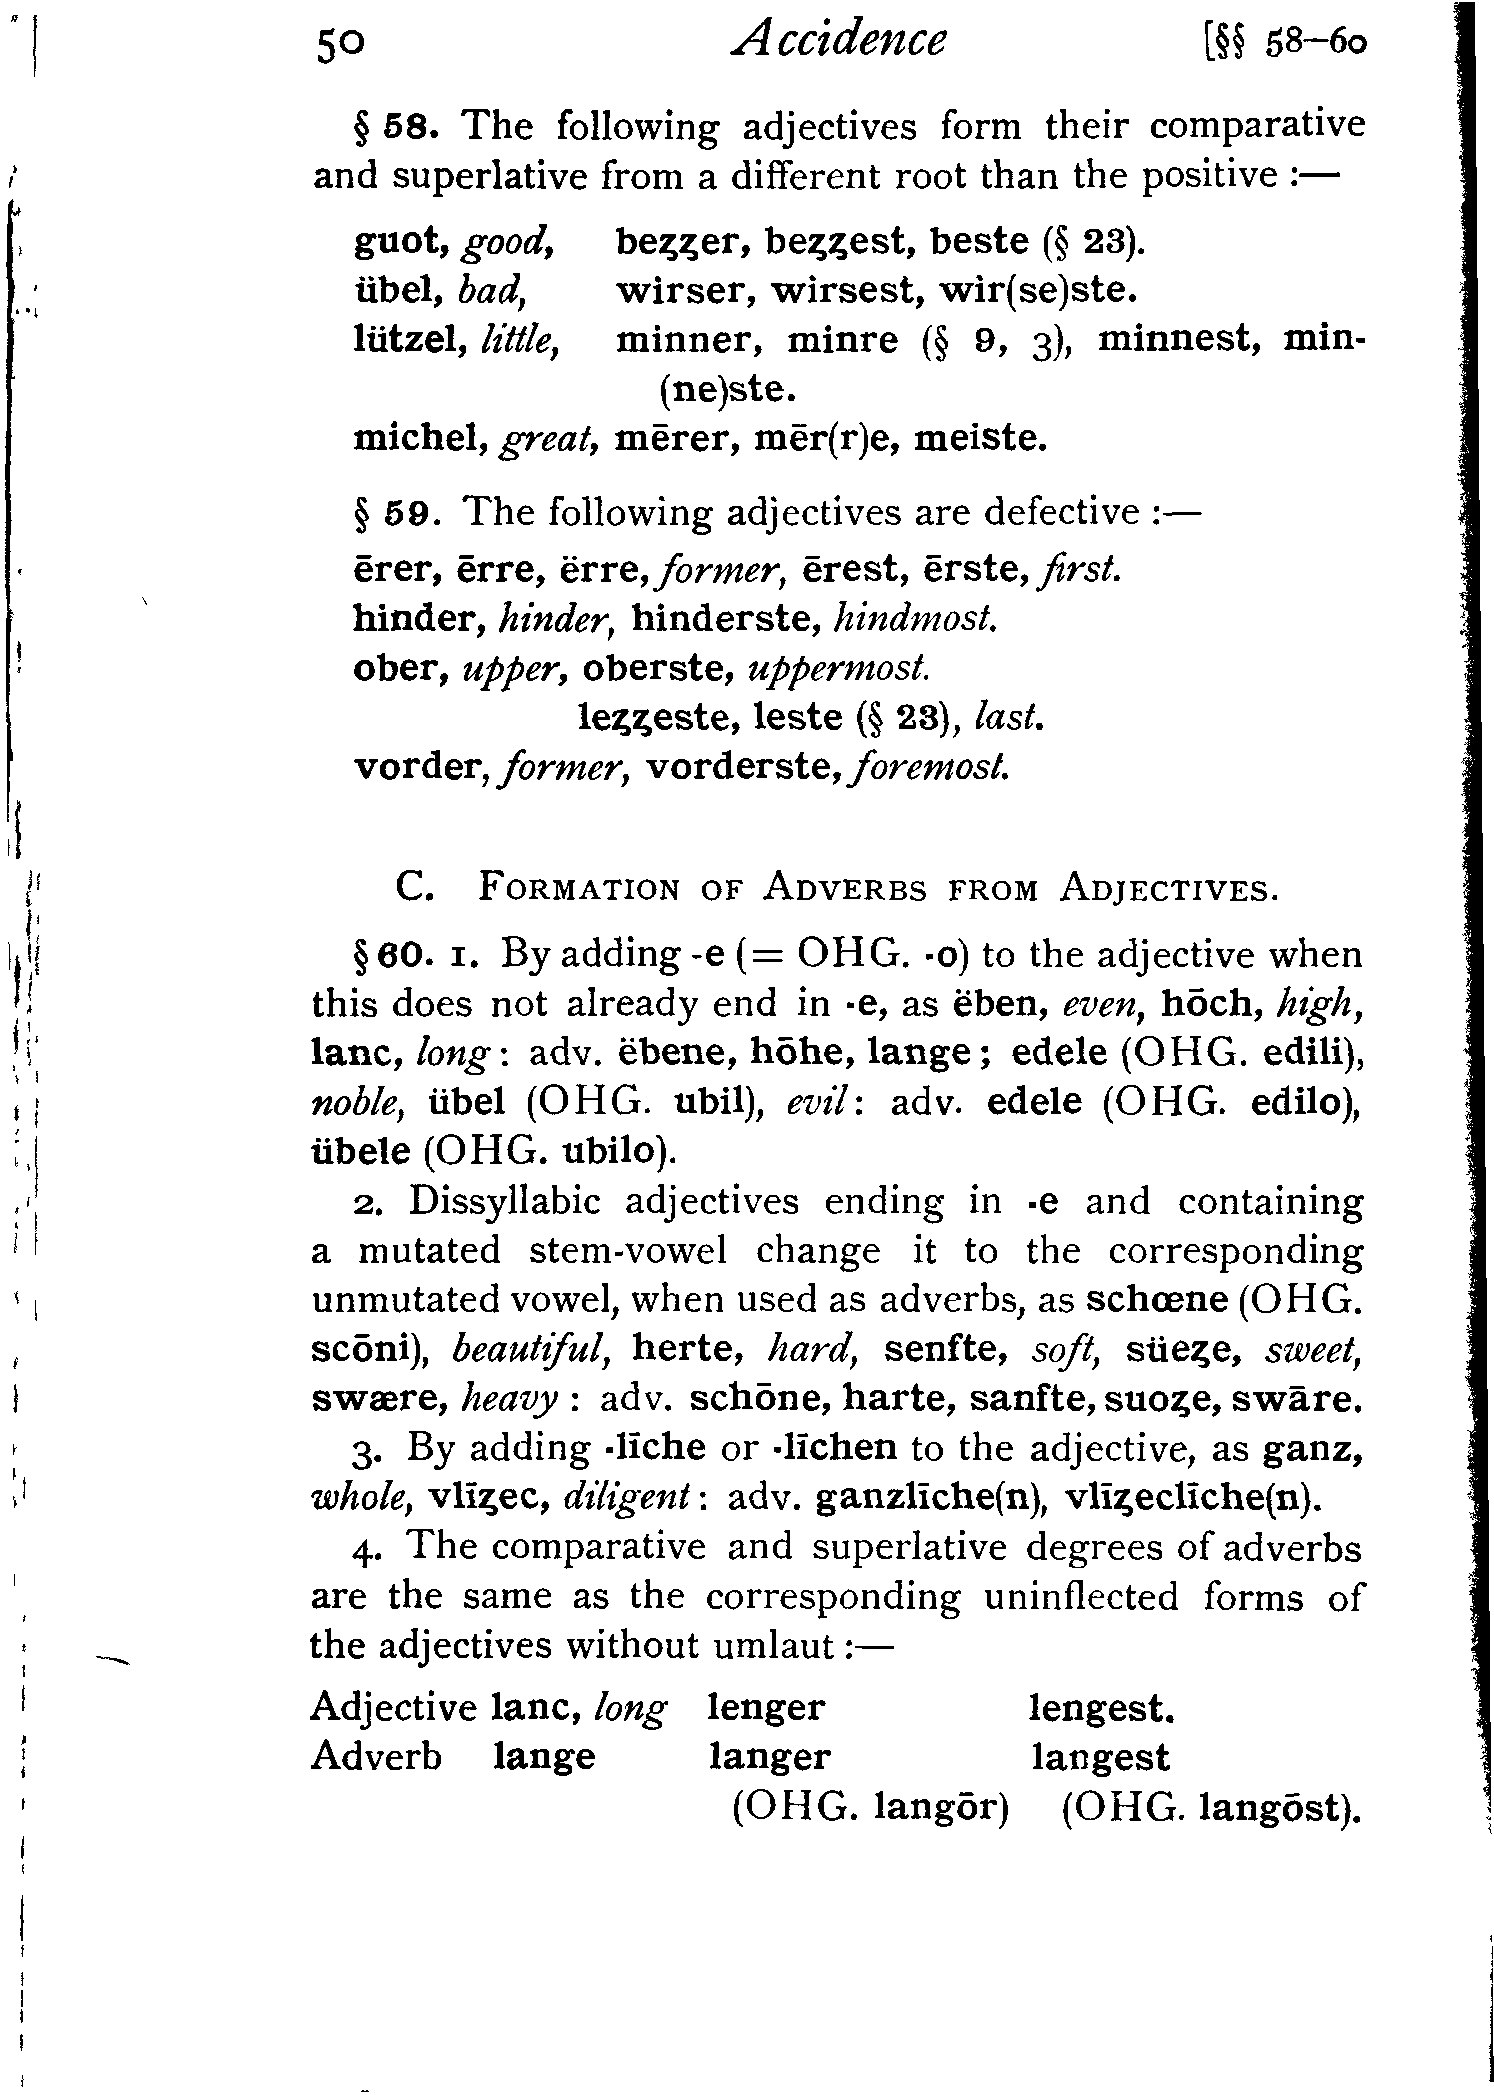 50 Accidence [§§ 58–60
§ 58. The following adjectives form their comparative
and superlative from a different root than the positive :—
guot, good, beȥȥer, beȥȥest, beste (§ 23).
übel, bad, wirser, wirsest, wir(se)ste.
lützel, little, minner, minre (§ 9, 3), minnest, min-
(ne)ste.
michel, great, mērer, mēr(r)e, meiste.
§ 59. The following adjectives are defective :—
ērer, ērre, ërre, former, ērest, ērste, first.
hinder, hinder, hinderste, hindmost.
ober, upper, oberste, uppermost.
leȥȥeste, leste (§ 23), last.
vorder, former, vorderste, foremost.
C. Formation of Adverbs from Adjectives.
§ 60. 1. By adding -e (= OHG. -o) to the adjective when
this does not already end in -e, as ëben, even, hōch, high,
lanc, long : adv. ëbene, hōhe, lange ; edele (OHG. edili),
noble, übel (OHG. ubil), evil : adv. edele (OHG. edilo),
übele (OHG. ubilo).
2. Dissyllabic adjectives ending in -e and containing
a mutated stem-vowel change it to the corresponding
unmutated vowel, when used as adverbs, as schœne (OHG.
scōni), beautiful, herte, hard, senfte, soft, süeȥe, sweet,
swære, heavy : adv. schōne, harte, sanfte, suoȥe, swāre.
3. By adding -līche or -līchen to the adjective, as ganz,
whole, vlīȥec, diligent : adv. ganzlīche(n), vlīȥeclīche(n).
4. The comparative and superlative degrees of adverbs
are the same as the corresponding uninflected forms of
the adjectives without umlaut :—
Adjective lanc, long lenger lengest.
Adverb lange langer langest
(OHG. langōr) (OHG. langōst).